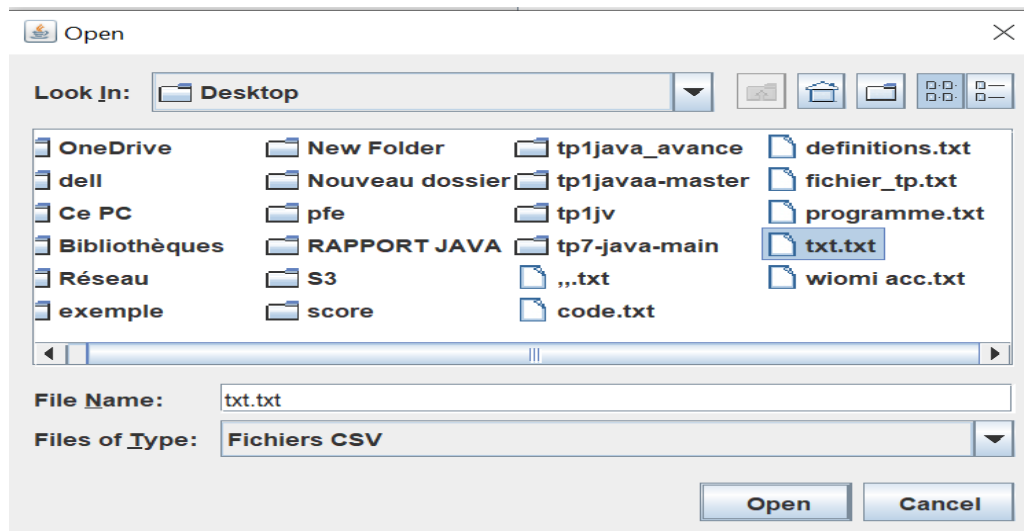 Open
Look In: Desktop
OneDrive New Folder tp1java_avance definitions.txt
dell Nouveau dossier tp1javaa-master fichier_tp.txt
Ce PC pfe tp1jv programme.txt
Bibliothèques RAPPORT JAVA tp7-java-main txt.txt
Réseau S3 ,,.txt wiomi acc.txt
exemple score code.txt
File Name: txt.txt
Files of Type: Fichiers CSV
Open Cancel